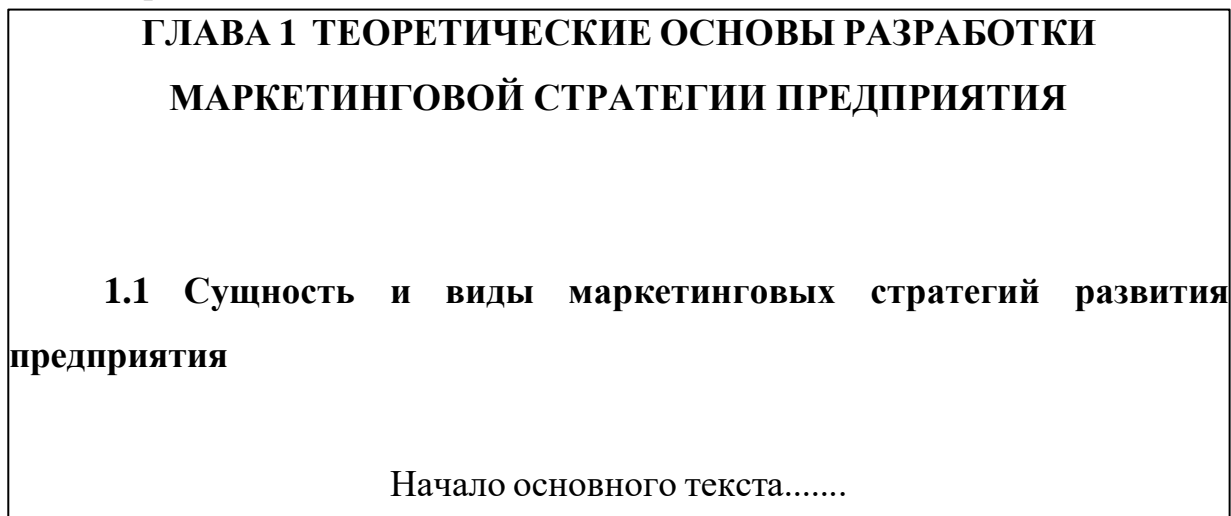 ГЛАВА 1 ТЕОРЕТИЧЕСКИЕ ОСНОВЫ РАЗРАБОТКИ
МАРКЕТИНГОВОЙ СТРАТЕГИИ ПРЕДПРИЯТИЯ
1.1 Сущность и виды маркетинговых стратегий развития
предприятия
Начало основного текста.......